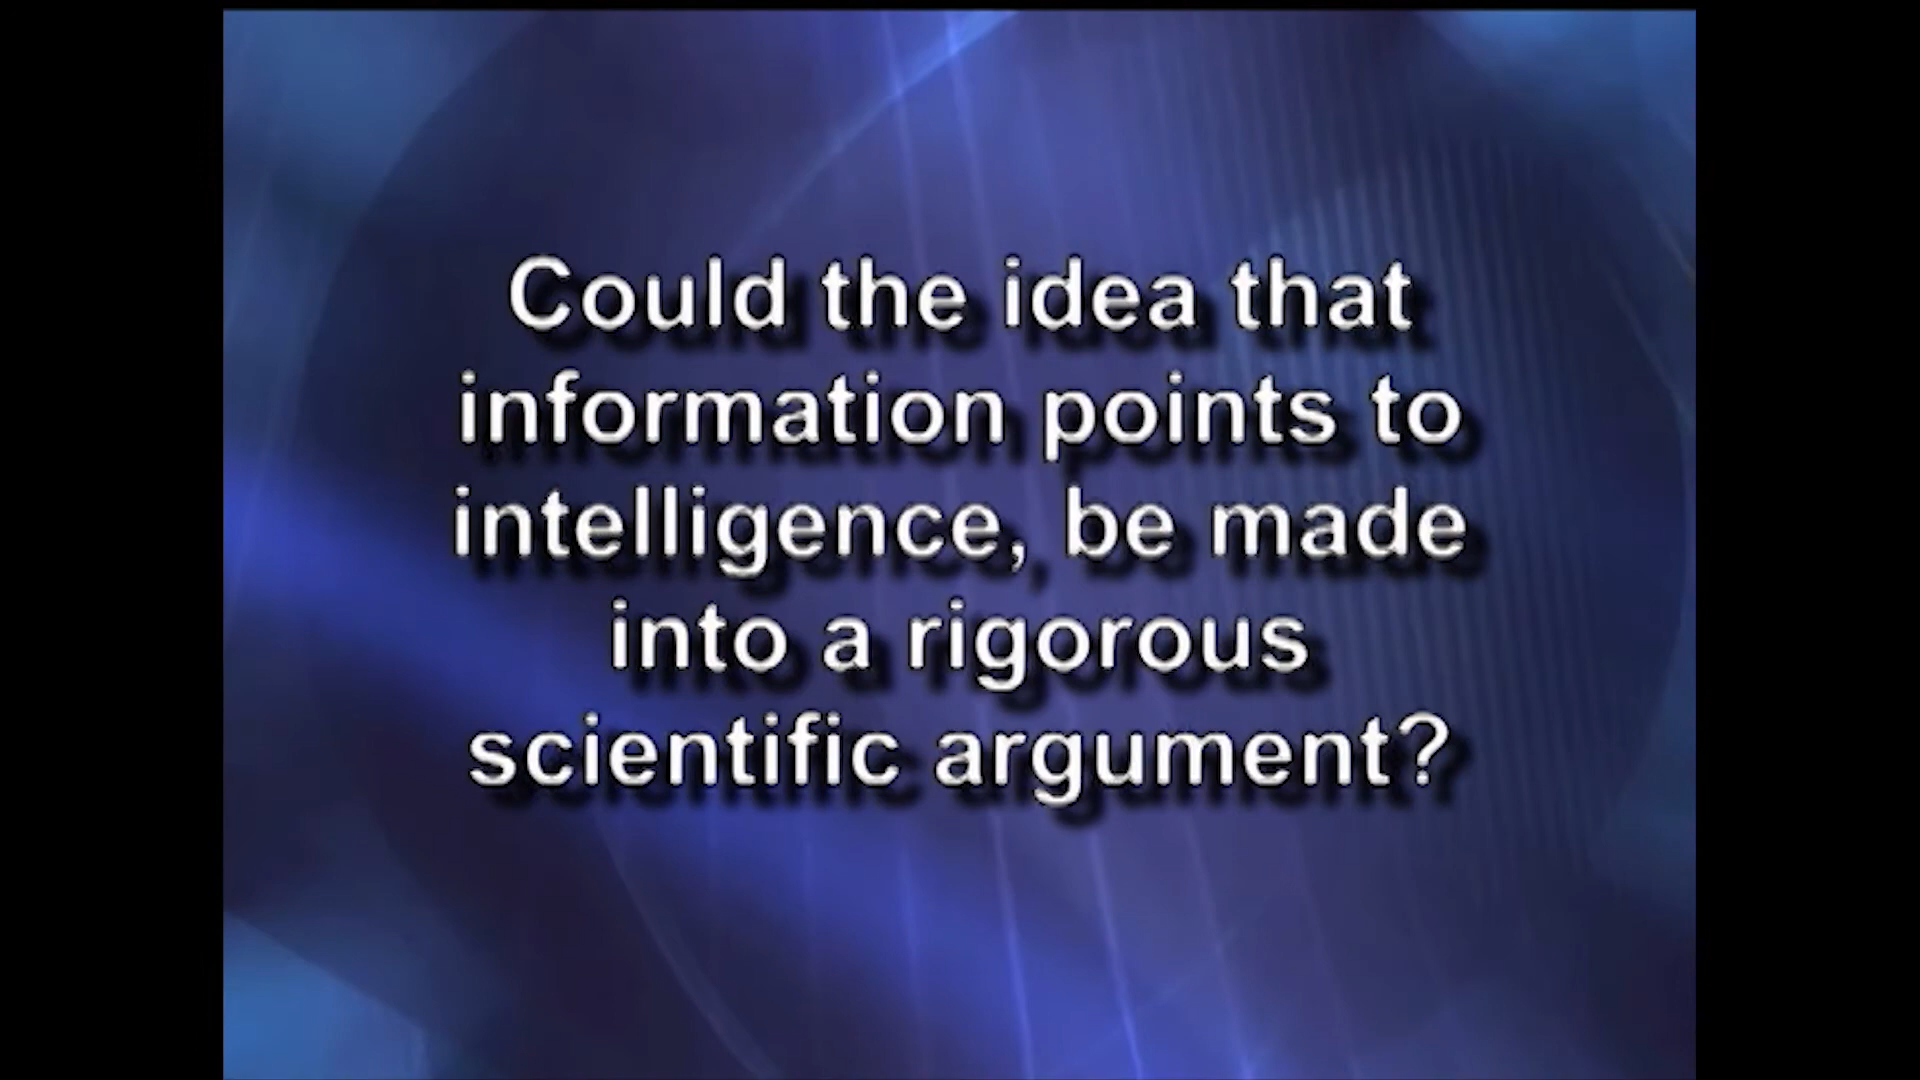 Could the idea that
information points to
intelligence, be made
into a rigorous
scientific argument?